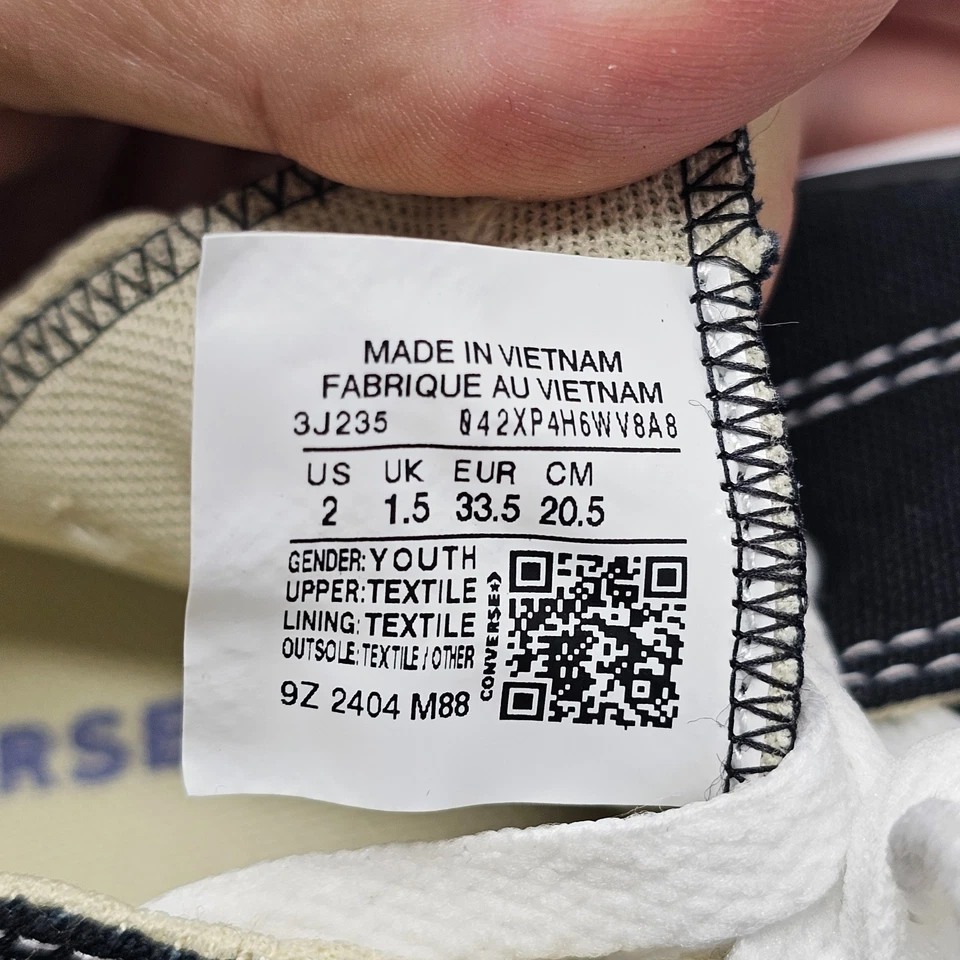 MADE IN VIETNAM
FABRIQUE AU VIETNAM
3J235 042XP4H6WV8A8
US UK EUR CM
2 1.5 33.5 20.5
GENDER: YOUTH
UPPER: TEXTILE
LINING: TEXTILE
OUTSOLE: TEXTILE / OTHER
9Z 2404 M88
CONVERSE
ERSE